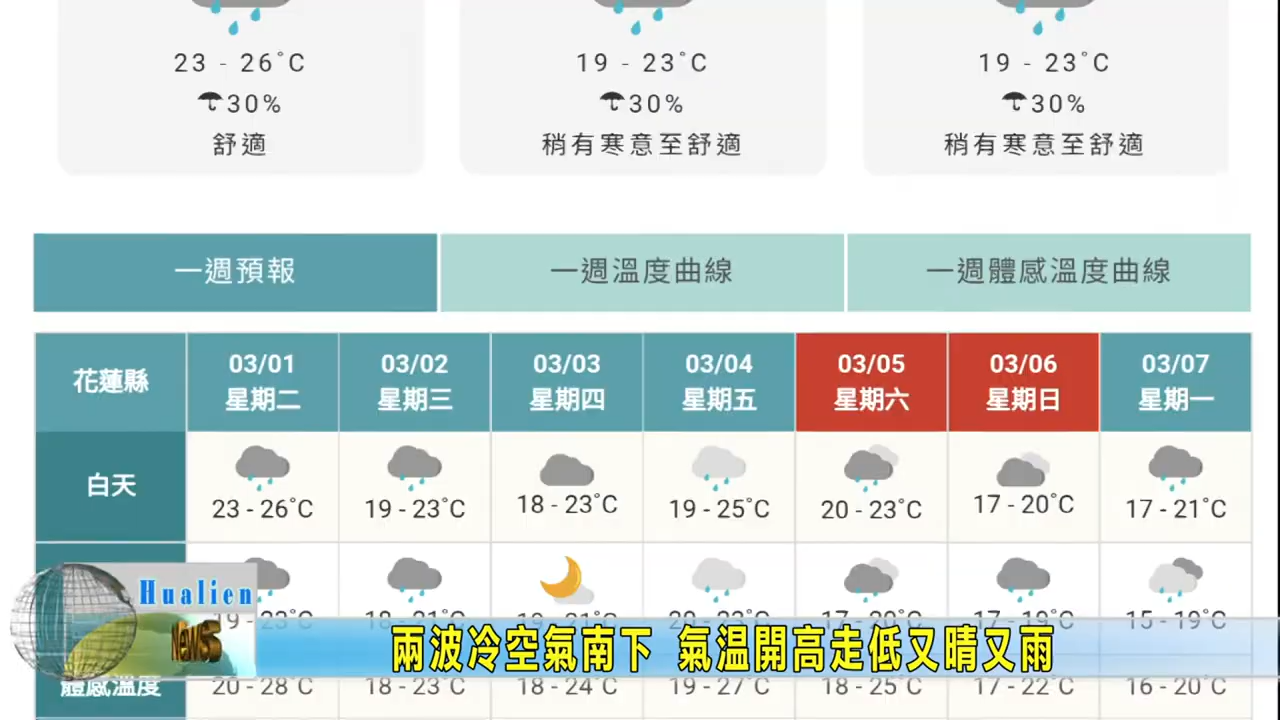 23 - 26°C
19 - 23°C
19 - 23°C
30%
30%
30%
舒適
稍有寒意至舒適
稍有寒意至舒適
一週預報
一週溫度曲線
一週體感溫度曲線
花蓮縣
03/01
星期二
03/02
星期三
03/03
星期四
03/04
星期五
03/05
星期六
03/06
星期日
03/07
星期一
白天
23 - 26°C
19 - 23°C
18 - 23°C
19 - 25°C
20 - 23°C
17 - 20°C
17 - 21°C
Hualien
News
15 - 19°C
兩波冷空氣南下 氣温開高走低又晴又雨
體感溫度
20 - 28°C
18 - 23°C
18 - 24°C
19 - 27°C
18 - 25°C
17 - 22°C
16 - 20°C